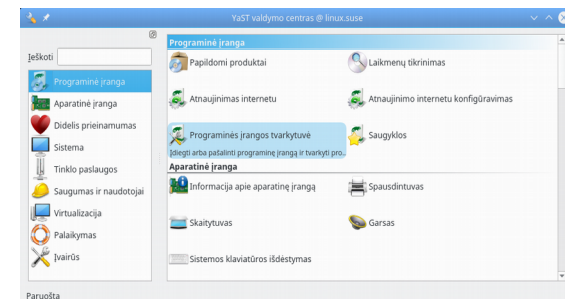 YaST valdymo centras @ linux.suse
Ieškoti
Programinė įranga
Aparatinė įranga
Didelis prieinamumas
Sistema
Tinklo paslaugos
Saugumas ir naudotojai
Virtualizacija
Palaikymas
Įvairūs
Programinė įranga
Papildomi produktai
Laikmenų tikrinimas
Atnaujinimas internetu
Atnaujinimo internetu konfigūravimas
Programinės įrangos tvarkytuvė
Įdiegti arba pašalinti programinę įrangą ir tvarkyti pro..
Saugyklos
Aparatinė įranga
Informacija apie aparatinę įrangą
Spausdintuvas
Skaitytuvas
Garsas
Sistemos klaviatūros išdėstymas
Paruošta